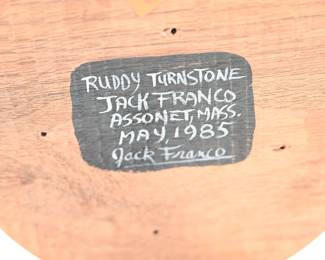 RUDDY TURNSTONE
JACK FRANCO
ASSONET, MASS.
MAY, 1985
Jack Franco